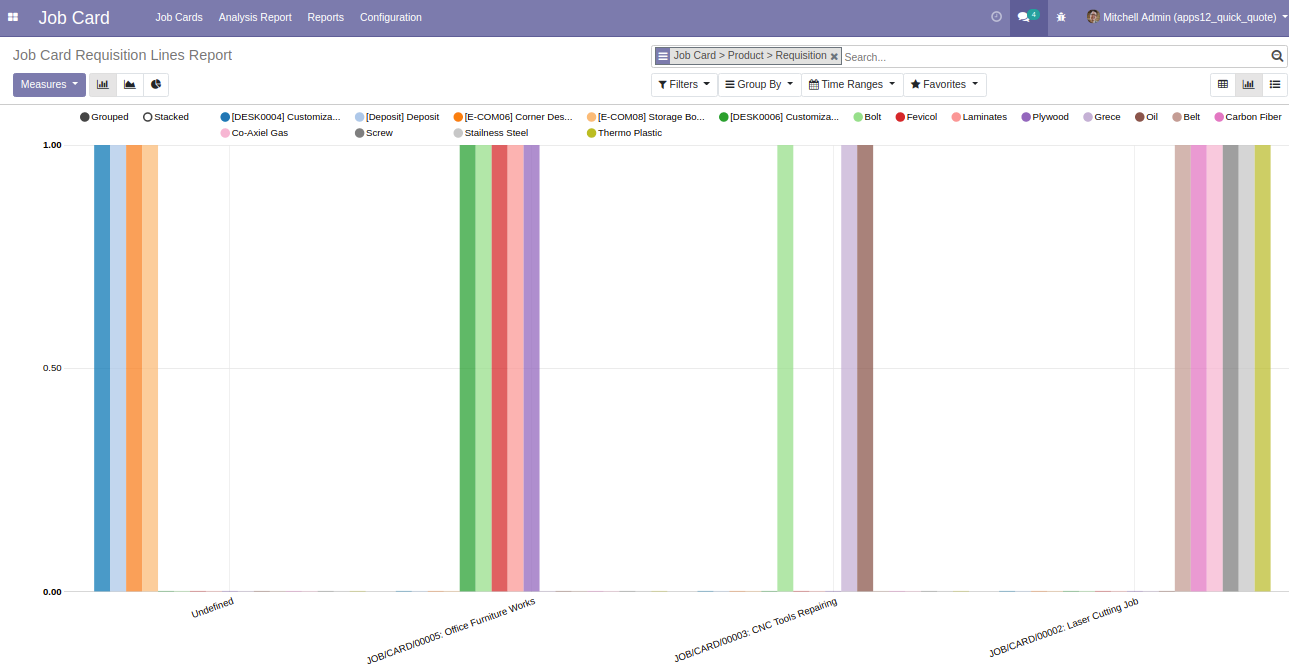 Job Card Job Cards Analysis Report Reports Configuration 4 Mitchell Admin (apps12_quick_quote)
Job Card Requisition Lines Report
Job Card > Product > Requisition Search...
Measures Filters Group By Time Ranges Favorites
Grouped Stacked [DESK0004] Customiza... [Deposit] Deposit [E-COM06] Corner Des... [E-COM08] Storage Bo... [DESK0006] Customiza... Bolt Fevicol Laminates Plywood Grece Oil Belt Carbon Fiber
Co-Axiel Gas Screw Stailness Steel Thermo Plastic
1.00
0.50
0.00
Undefined
JOB/CARD/00005: Office Furniture Works
JOB/CARD/00003: CNC Tools Repairing
JOB/CARD/00002: Laser Cutting Job